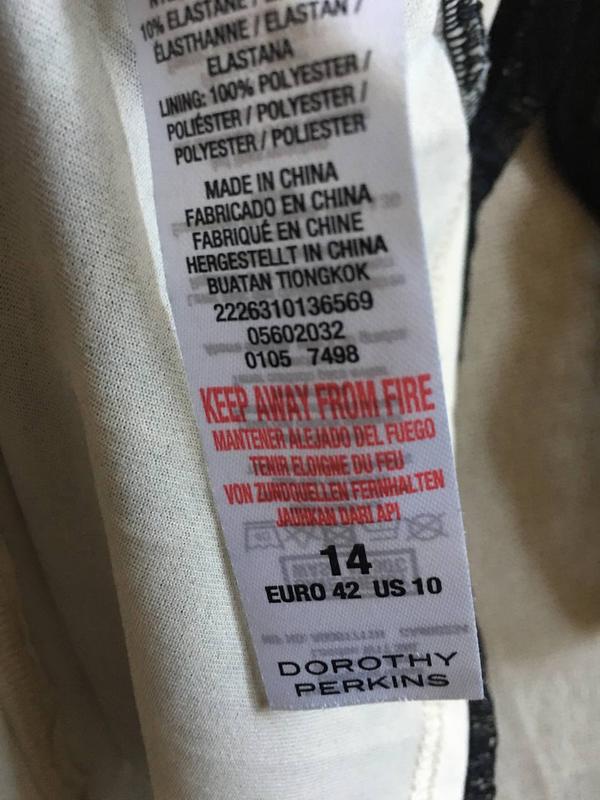 10% ELASTANE /
ELASTHANNE / ELASTAN /
ELASTANA
LINING: 100% POLYESTER /
POLIÉSTER / POLYESTER /
POLYESTER / POLIESTER
MADE IN CHINA
FABRICADO EN CHINA
FABRIQUÉ EN CHINE
HERGESTELLT IN CHINA
BUATAN TIONGKOK
2226310136569
05602032
0105 7498
KEEP AWAY FROM FIRE
MANTENER ALEJADO DEL FUEGO
TENIR ELOIGNE DU FEU
VON ZUNDQUELLEN FERNHALTEN
JAUHKAN DARI API
14
EURO 42 US 10
DOROTHY
PERKINS